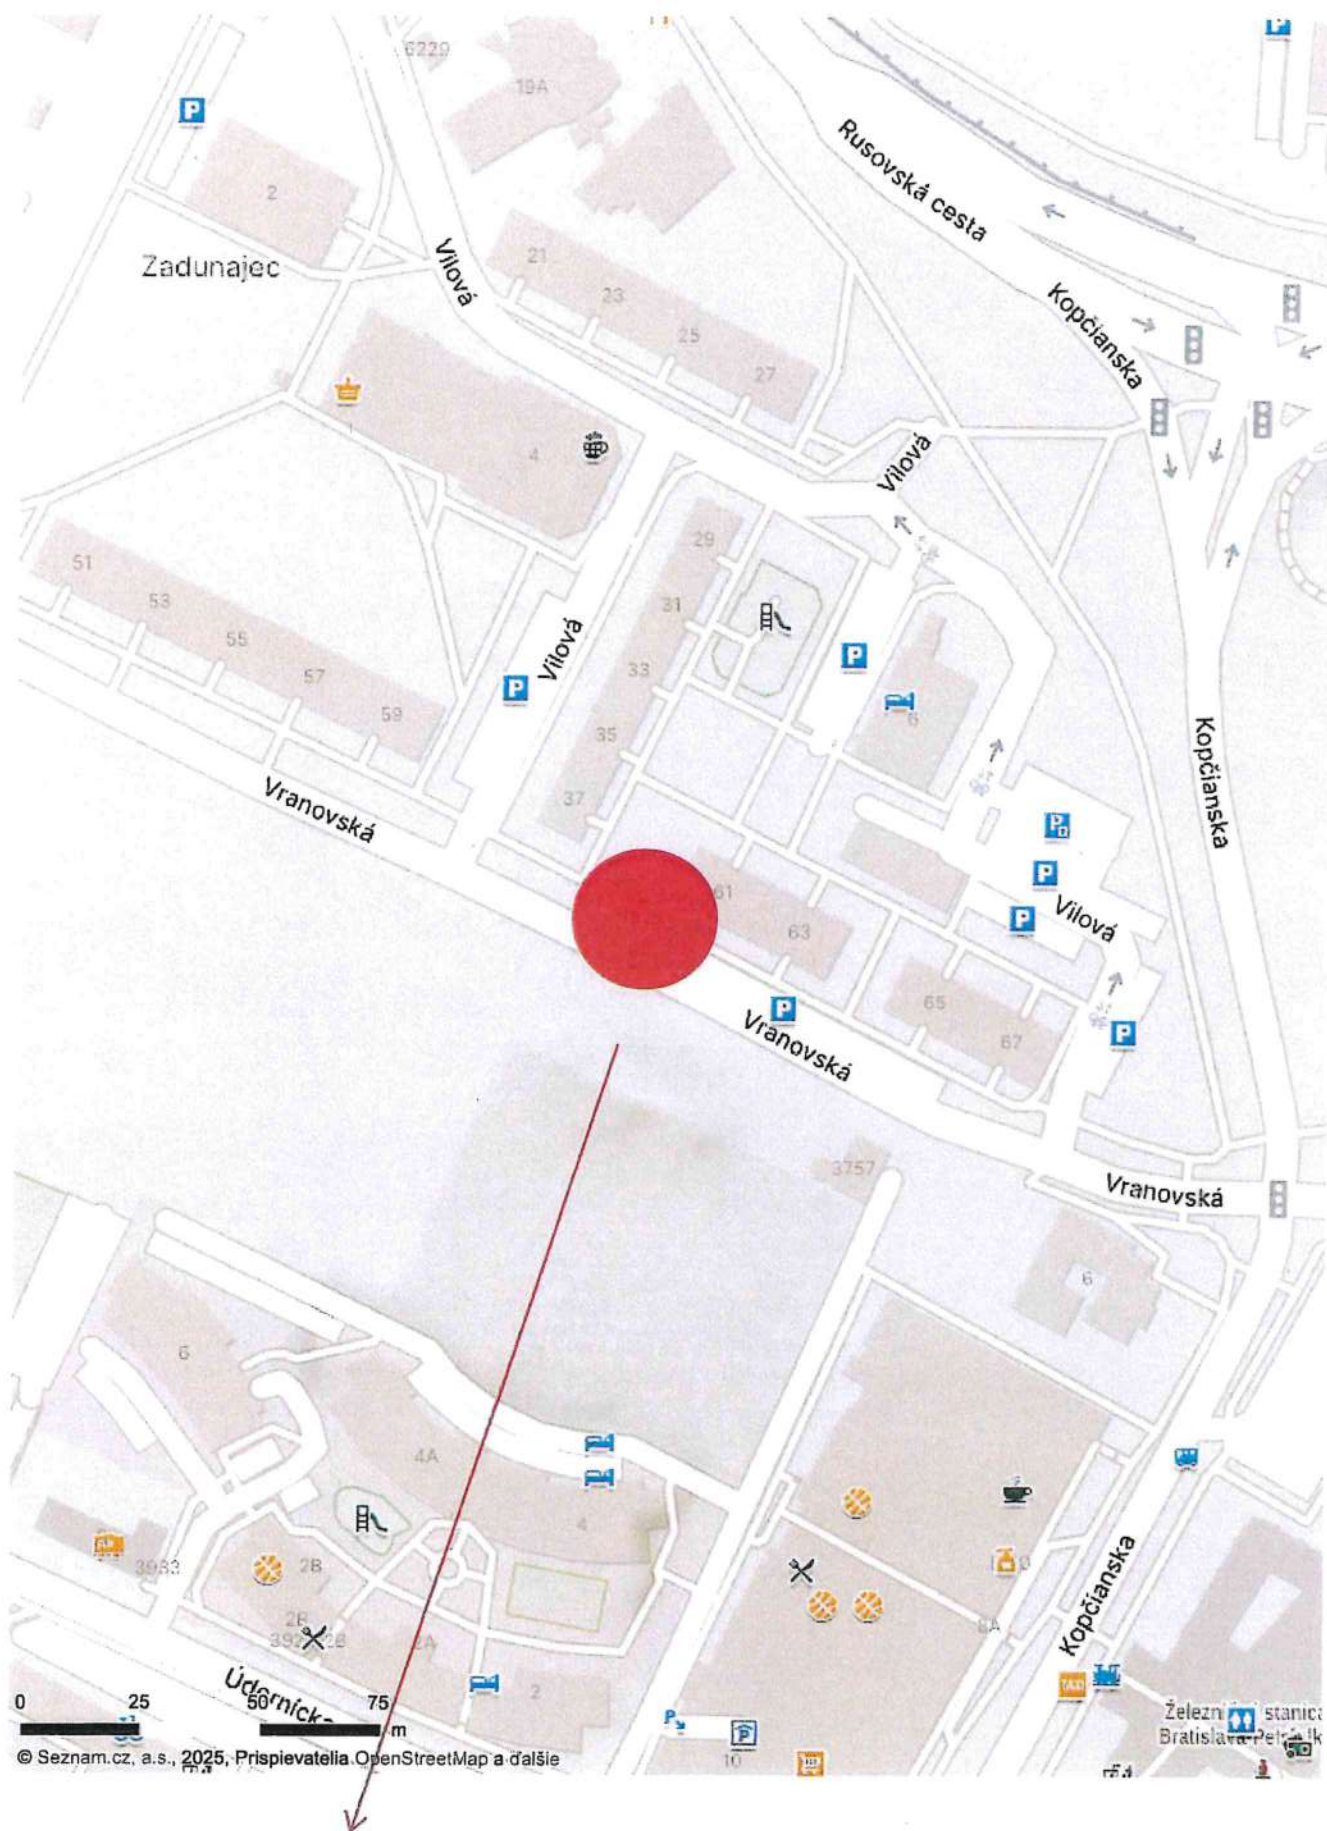 P
6229
19A
P
Rusovská cesta
2
Zadunajec
Vilová
21
23
25
27
Kopčianska
4
Vilová
29
51
53
55
57
59
31
33
35
37
Vilová
P
P
6
Kopčianska
Vranovská
P
P
P
Vilová
61
63
65
67
P
P
Vranovská
3757
Vranovská
6
6
4A
4
3983
2B
2B
2A
8A
Kopčianska
TAXI
Údernícka
2
P
10
0 25 50 75 m
© Seznam.cz, a.s., 2025, Prispievatelia OpenStreetMap a ďalšie